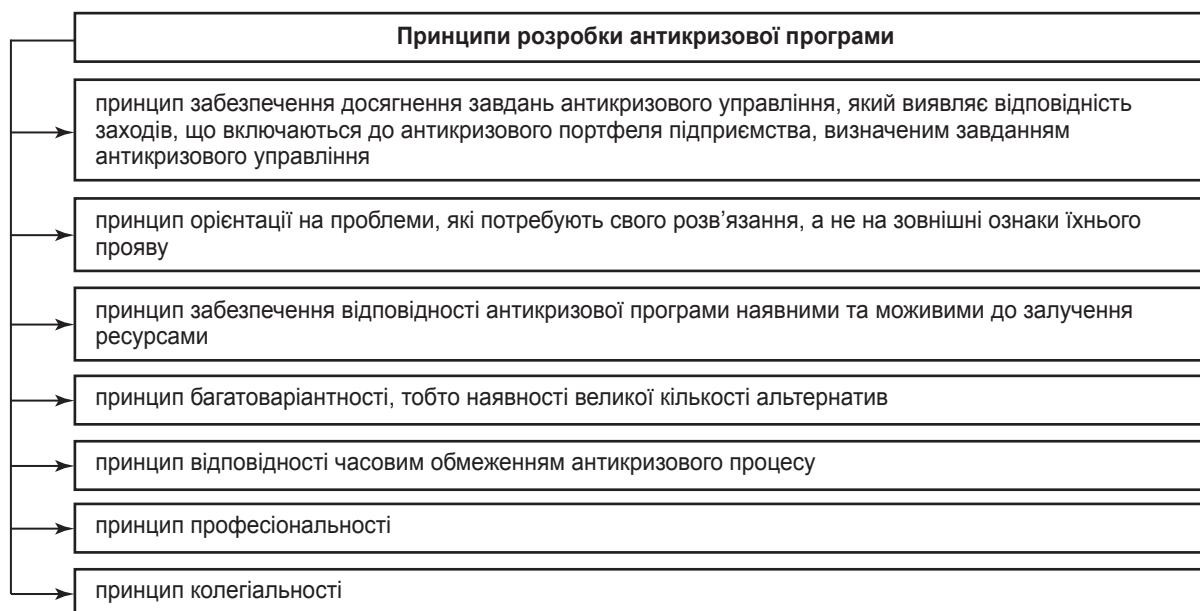 Принципи розробки антикризової програми
принцип забезпечення досягнення завдань антикризового управління, який виявляє відповідність
заходів, що включаються до антикризового портфеля підприємства, визначеним завданням
антикризового управління
принцип орієнтації на проблеми, які потребують свого розв’язання, а не на зовнішні ознаки їхнього
прояву
принцип забезпечення відповідності антикризової програми наявними та моживими до залучення
ресурсами
принцип багатоваріантності, тобто наявності великої кількості альтернатив
принцип відповідності часовим обмеженням антикризового процесу
принцип професіональності
принцип колегіальності